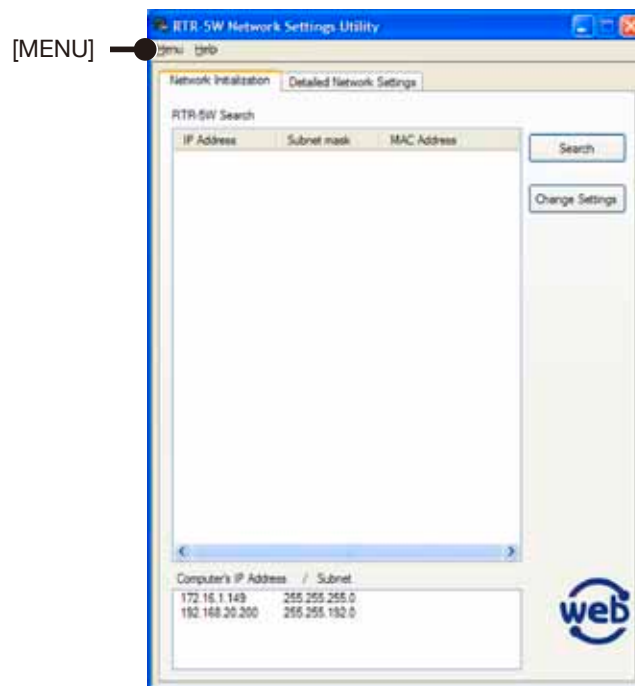 RTR-5W Network Settings Utility
[MENU]
Menu Help
Network Initialization Detailed Network Settings
RTR-5W Search
IP Address Subnet mask MAC Address
Search
Change Settings
Computer's IP Address / Subnet
172.16.1.149 255.255.255.0
192.168.20.200 255.255.192.0
web